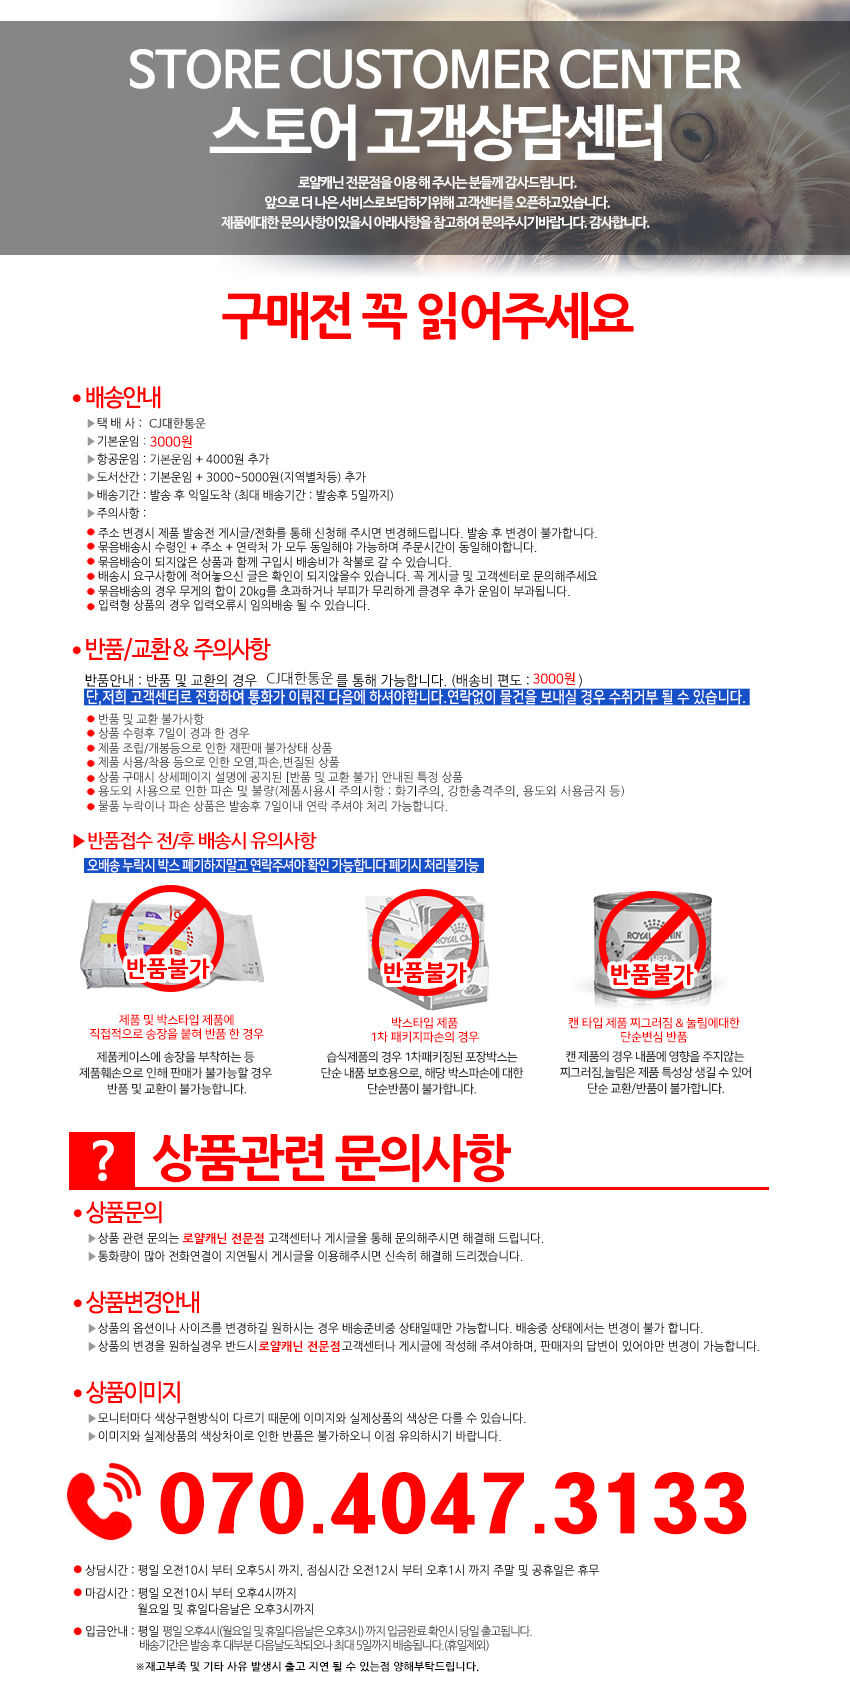 STORE CUSTOMER CENTER
스토어 고객상담센터
로얄캐닌 전문점을 이용 해 주시는 분들께 감사드립니다.
앞으로 더 나은 서비스로보답하기위해 고객센터를 오픈하고있습니다.
제품에대한 문의사항이있을시 아래사항을 참고하여 문의주시기바랍니다. 감사합니다.
구매전 꼭 읽어주세요
• 배송안내
▶택 배 사 : CJ대한통운
▶기본운임 : 3000원
▶항공운임 : 기본운임 + 4000원 추가
▶도서산간 : 기본운임 + 3000~5000원(지역별차등) 추가
▶배송기간 : 발송 후 익일도착 (최대 배송기간 : 발송후 5일까지)
▶주의사항 :
● 주소 변경시 제품 발송전 게시글/전화를 통해 신청해 주시면 변경해드립니다. 발송 후 변경이 불가합니다.
● 묶음배송시 수령인 + 주소 + 연락처 가 모두 동일해야 가능하며 주문시간이 동일해야합니다.
● 묶음배송이 되지않은 상품과 함께 구입시 배송비가 착불로 갈 수 있습니다.
● 배송시 요구사항에 적어놓으신 글은 확인이 되지않을수 있습니다. 꼭 게시글 및 고객센터로 문의해주세요
● 묶음배송의 경우 무게의 합이 20kg를 초과하거나 부피가 무리하게 클경우 추가 운임이 부과됩니다.
● 입력형 상품의 경우 입력오류시 임의배송 될 수 있습니다.
• 반품/교환 & 주의사항
반품안내 : 반품 및 교환의 경우 CJ대한통운 를 통해 가능합니다. (배송비 편도 : 3000원 )
단,저희 고객센터로 전화하여 통화가 이뤄진 다음에 하셔야합니다.연락없이 물건을 보내실 경우 수취거부 될 수 있습니다.
● 반품 및 교환 불가사항
● 상품 수령후 7일이 경과 한 경우
● 제품 조립/개봉등으로 인한 재판매 불가상태 상품
● 제품 사용/착용 등으로 인한 오염,파손,변질된 상품
● 상품 구매시 상세페이지 설명에 공지된 [반품 및 교환 불가] 안내된 특정 상품
● 용도외 사용으로 인한 파손 및 불량(제품사용시 주의사항 : 화기주의, 강한충격주의, 용도외 사용금지 등)
● 물품 누락이나 파손 상품은 발송후 7일이내 연락 주셔야 처리 가능합니다.
▶반품접수 전/후 배송시 유의사항
오배송 누락시 박스 폐기하지말고 연락주셔야 확인 가능합니다 폐기시 처리불가능
반품불가
제품 및 박스타입 제품에
직접적으로 송장을 붙혀 반품 한 경우
제품케이스에 송장을 부착하는 등
제품훼손으로 인해 판매가 불가능할 경우
반품 및 교환이 불가능합니다.
ROYAL CA
반품불가
박스타입 제품
1차 패키지파손의 경우
습식제품의 경우 1차패키징된 포장박스는
단순 내품 보호용으로, 해당 박스파손에 대한
단순반품이 불가합니다.
ROYAL CANIN
반품불가
캔 타입 제품 찌그러짐 & 눌림에대한
단순변심 반품
캔 제품의 경우 내품에 영향을 주지않는
찌그러짐,눌림은 제품 특성상 생길 수 있어
단순 교환/반품이 불가합니다.
? 상품관련 문의사항
• 상품문의
▶상품 관련 문의는 로얄캐닌 전문점 고객센터나 게시글을 통해 문의해주시면 해결해 드립니다.
▶통화량이 많아 전화연결이 지연될시 게시글을 이용해주시면 신속히 해결해 드리겠습니다.
• 상품변경안내
▶상품의 옵션이나 사이즈를 변경하길 원하시는 경우 배송준비중 상태일때만 가능합니다. 배송중 상태에서는 변경이 불가 합니다.
▶상품의 변경을 원하실경우 반드시로얄캐닌 전문점고객센터나 게시글에 작성해 주셔야하며, 판매자의 답변이 있어야만 변경이 가능합니다.
• 상품이미지
▶모니터마다 색상구현방식이 다르기 때문에 이미지와 실제상품의 색상은 다를 수 있습니다.
▶이미지와 실제상품의 색상차이로 인한 반품은 불가하오니 이점 유의하시기 바랍니다.
070.4047.3133
● 상담시간 : 평일 오전10시 부터 오후5시 까지, 점심시간 오전12시 부터 오후1시 까지 주말 및 공휴일은 휴무
● 마감시간 : 평일 오전10시 부터 오후4시까지
월요일 및 휴일다음날은 오후3시까지
● 입금안내 : 평일 평일 오후4시(월요일 및 휴일다음날은 오후3시) 까지 입금완료 확인시 당일 출고됩니다.
배송기간은 발송 후 대부분 다음날도착되오나 최대 5일까지 배송됩니다.(휴일제외)
※재고부족 및 기타 사유 발생시 출고 지연 될 수 있는점 양해부탁드립니다.